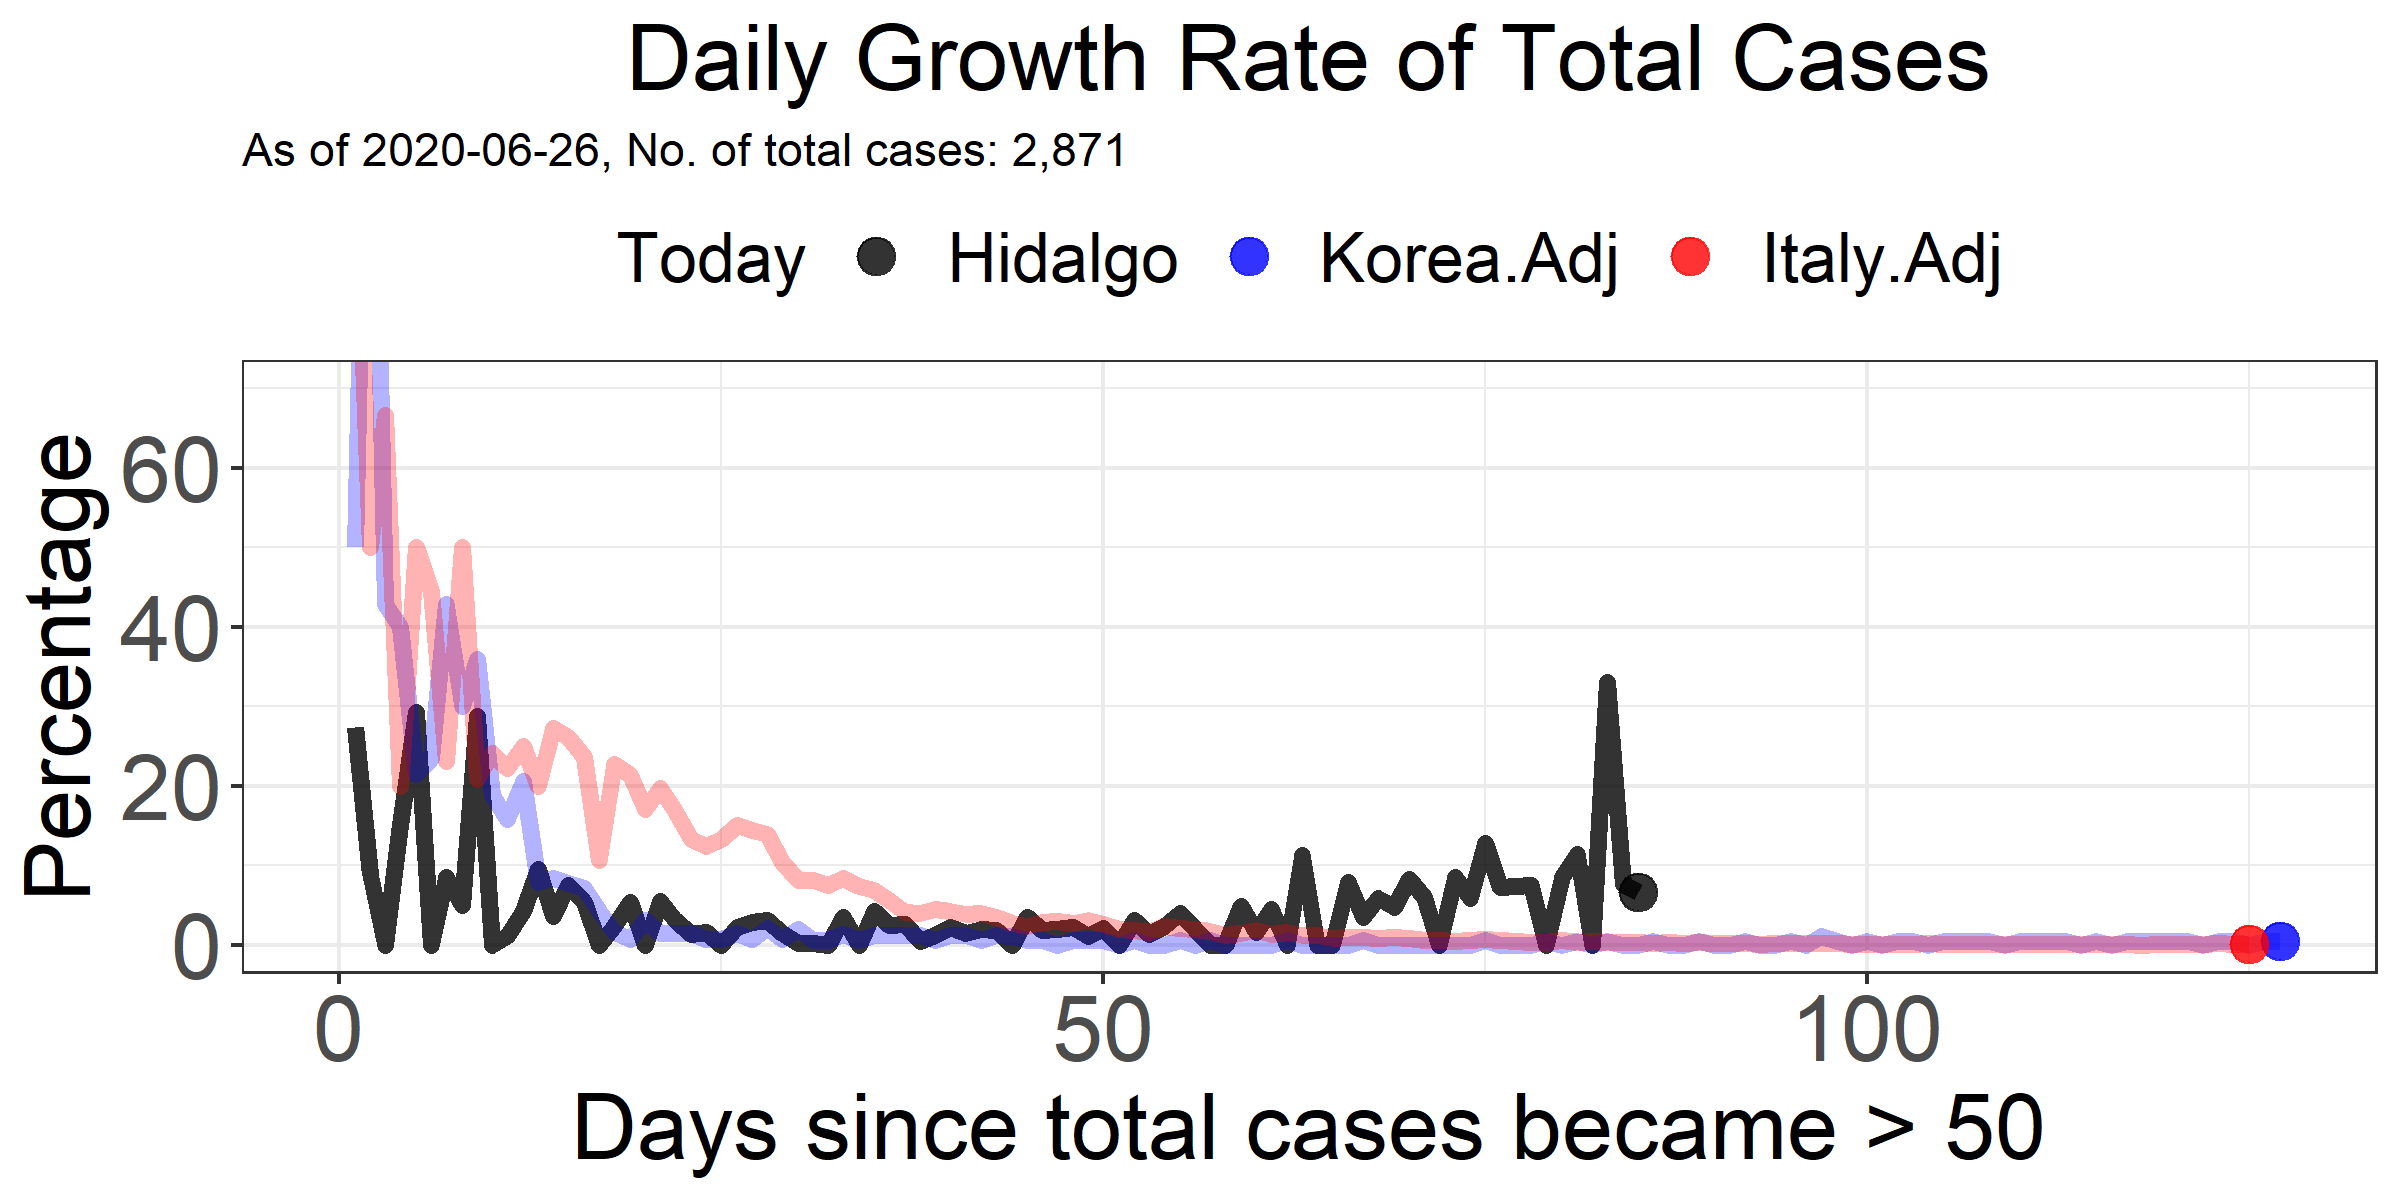 Daily Growth Rate of Total Cases
As of 2020-06-26, No. of total cases: 2,871
Today Hidalgo Korea.Adj Italy.Adj
Percentage
60
40
20
0
0 50 100
Days since total cases became > 50